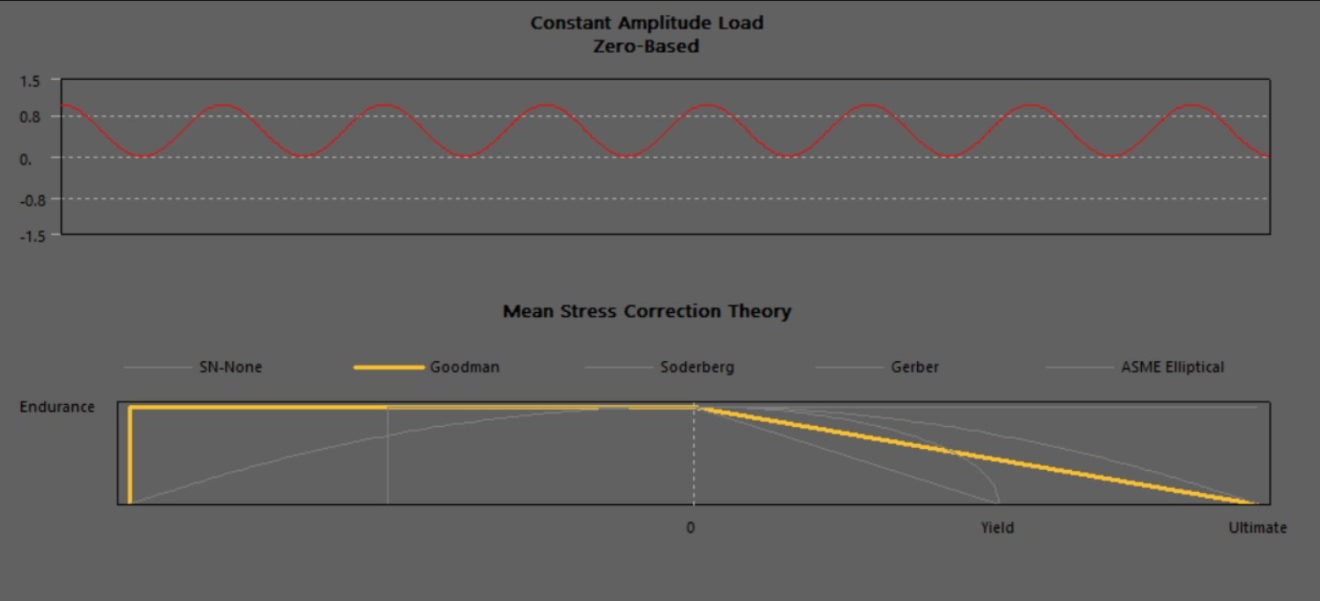 Constant Amplitude Load
Zero-Based
1.5
0.8
0.
-0.8
-1.5
Mean Stress Correction Theory
SN-None Goodman Soderberg Gerber ASME Elliptical
Endurance
0 Yield Ultimate